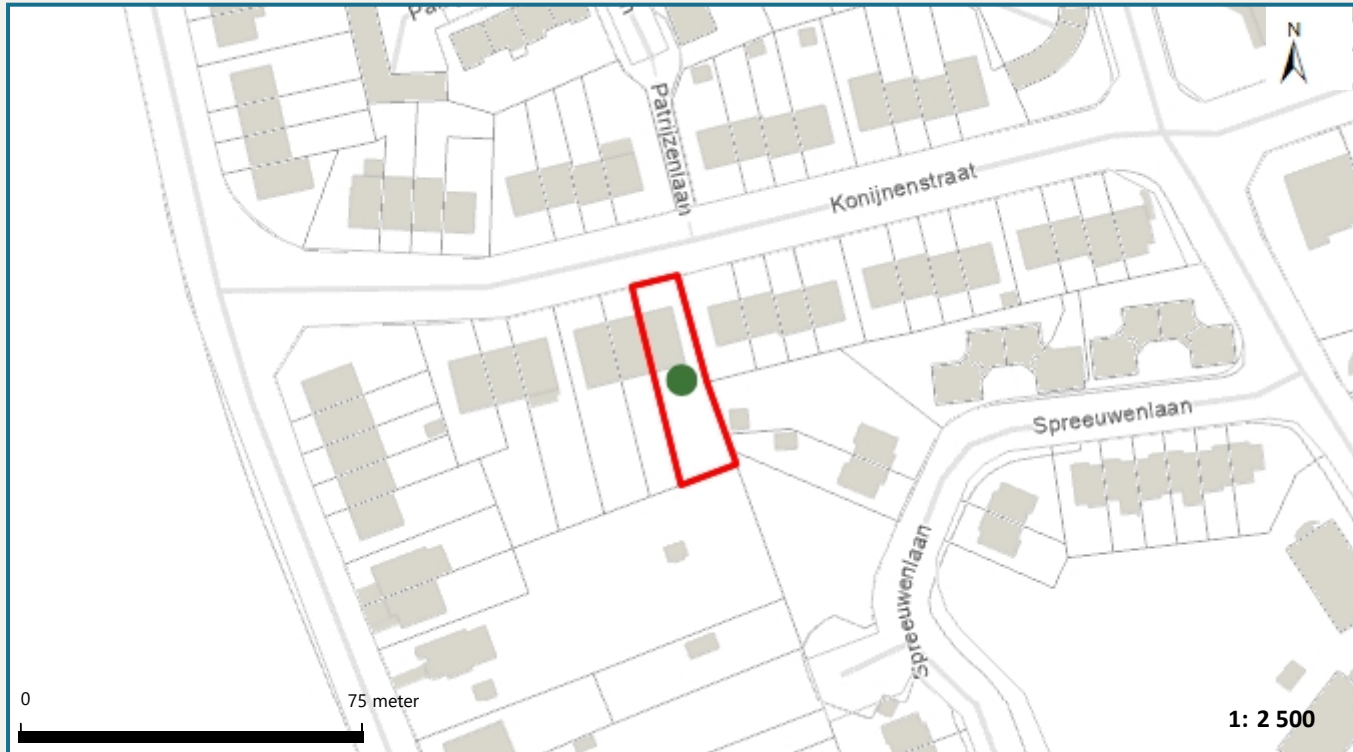 N
Patrijzenlaan
Konijnenstraat
Spreeuwenlaan
Spreeuwenlaan
0
75 meter
1: 2 500